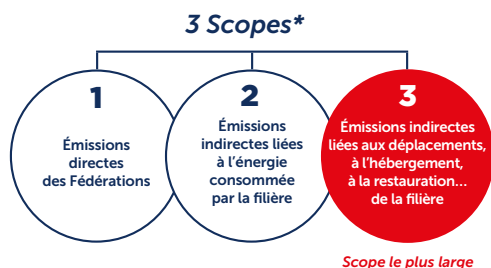 3 Scopes*
1
Émissions
directes
des Fédérations
2
Émissions
indirectes liées
à l'énergie
consommée
par la filière
3
Émissions indirectes
liées aux déplacements,
à l'hébergement,
à la restauration...
de la filière
Scope le plus large